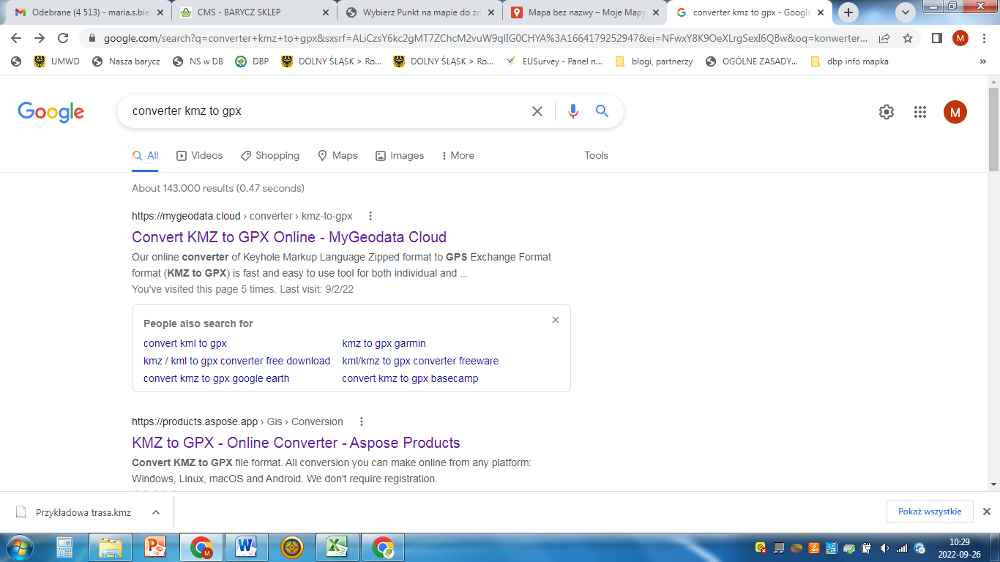 Odebrane (4 513) - maria.s.bie
CMS - BARYCZ SKLEP
Wybierz Punkt na mapie do zn
Mapa bez nazwy – Moje Mapy
converter kmz to gpx - Google
google.com/search?q=converter+kmz+to+gpx&sxsrf=ALiCzsY6kc2gMT7ZChcM2vuW9qIIG0CHYA%3A1664179252947&ei=NFwxY8K9OeXLrgSexI6QBw&oq=konwerter...
M
UMWD
Nasza barycz
NS w DB
DBP
DOLNY ŚLĄSK > Ro...
DOLNY ŚLĄSK > Ro...
EUSurvey - Panel n...
blogi, partnerzy
OGÓLNE ZASADY...
dbp info mapka
»
Google
converter kmz to gpx
M
All
Videos
Shopping
Maps
Images
More
Tools
About 143,000 results (0.47 seconds)
https://mygeodata.cloud › converter › kmz-to-gpx
Convert KMZ to GPX Online - MyGeodata Cloud
Our online converter of Keyhole Markup Language Zipped format to GPS Exchange Format
format (KMZ to GPX) is fast and easy to use tool for both individual and ...
You've visited this page 5 times. Last visit: 9/2/22
People also search for
convert kml to gpx
kmz to gpx garmin
kmz / kml to gpx converter free download
kml/kmz to gpx converter freeware
convert kmz to gpx google earth
convert kmz to gpx basecamp
https://products.aspose.app › Gis › Conversion
KMZ to GPX - Online Converter - Aspose Products
Convert KMZ to GPX file format. All conversion you can make online from any platform:
Windows, Linux, macOS and Android. We don't require registration.
Przykładowa trasa.kmz
Pokaż wszystkie
10:29
2022-09-26